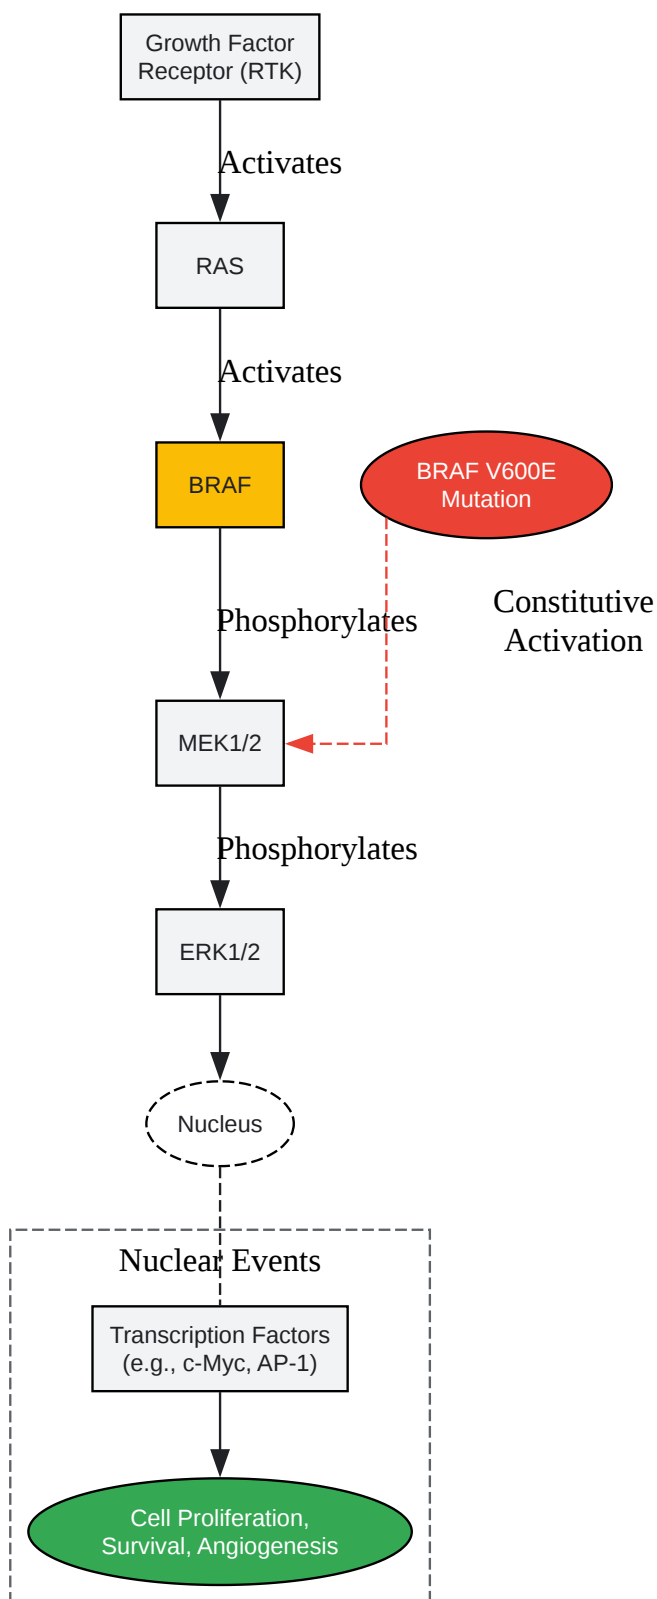 Growth Factor
Receptor (RTK)
Activates
RAS
Activates
BRAF
BRAF V600E
Mutation
Phosphorylates
Constitutive
Activation
MEK1/2
Phosphorylates
ERK1/2
Nucleus
Nuclear Events
Transcription Factors
(e.g., c-Myc, AP-1)
Cell Proliferation,
Survival, Angiogenesis